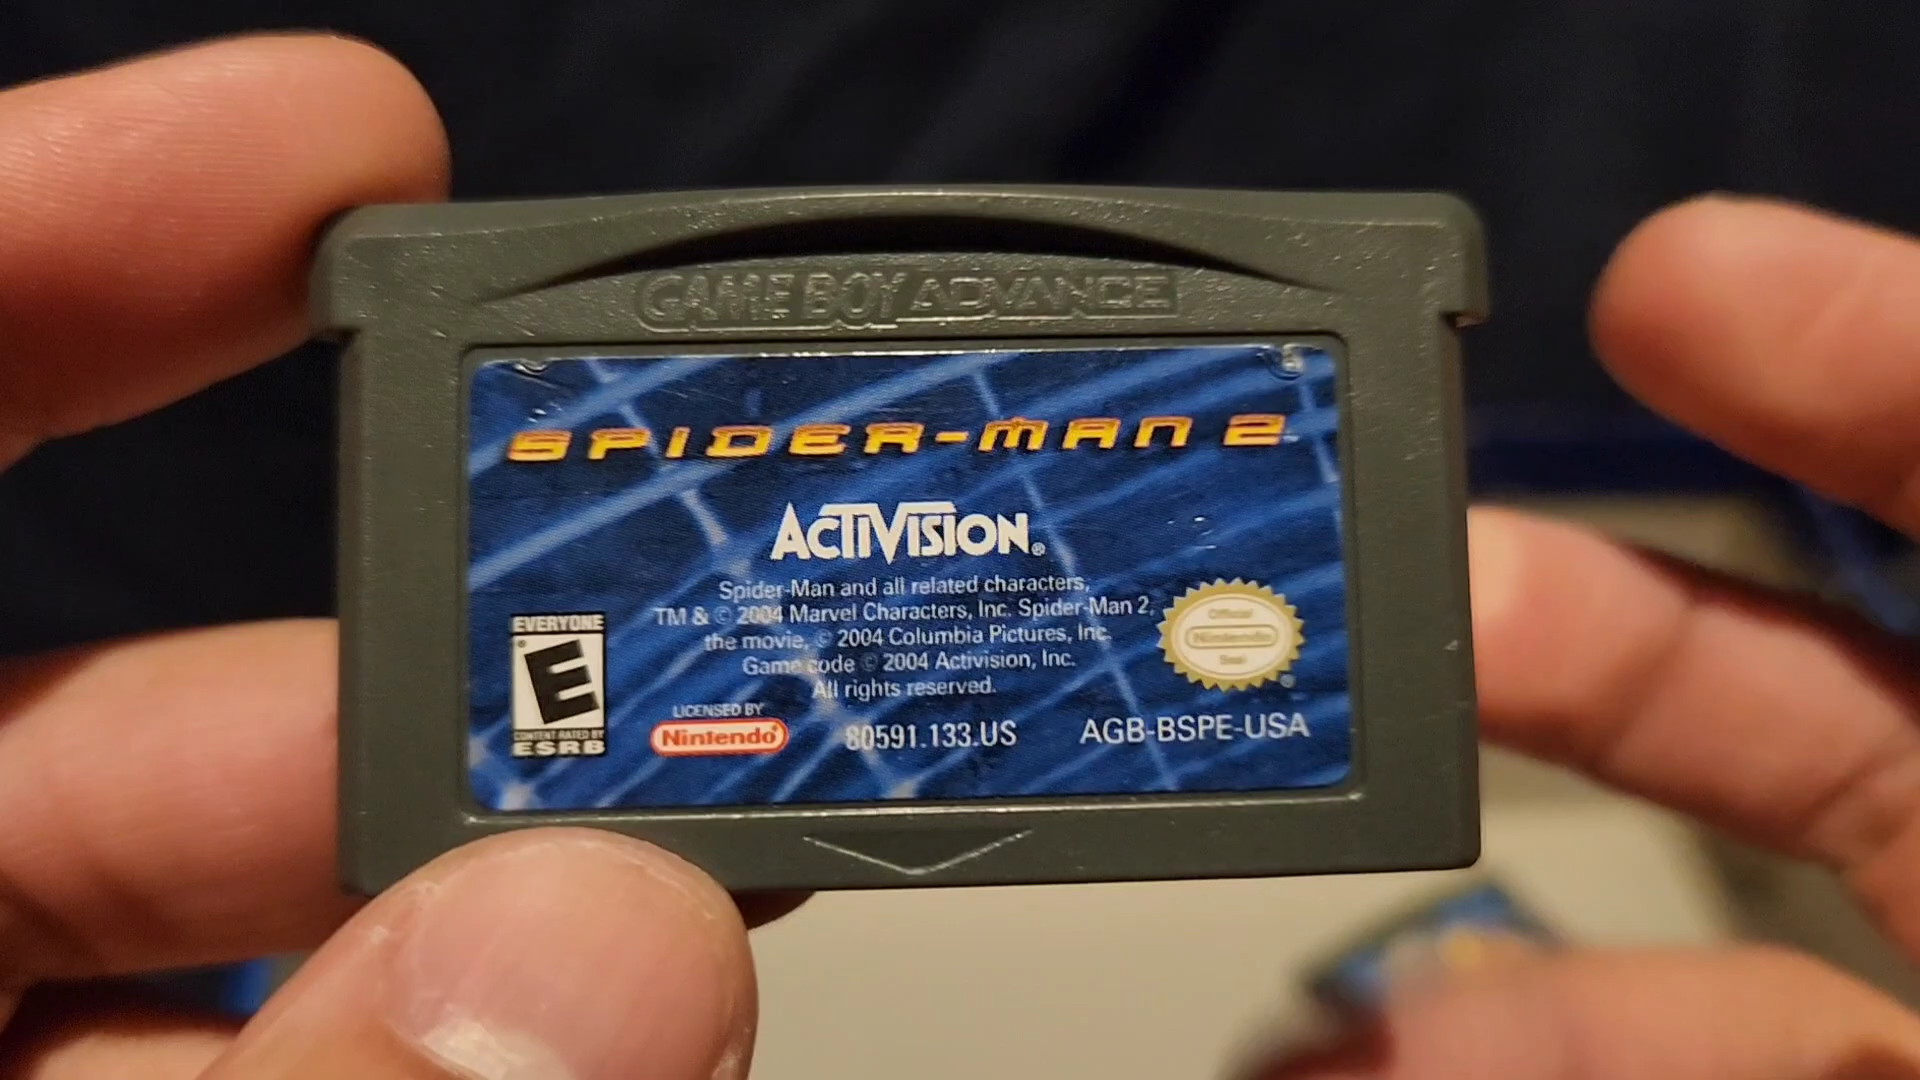 GAME BOY ADVANCE
SPIDER-MAN 2™
ACTIVISION®
Spider-Man and all related characters,
TM & © 2004 Marvel Characters, Inc. Spider-Man 2,
the movie, © 2004 Columbia Pictures, Inc.
Game code © 2004 Activision, Inc.
All rights reserved.
EVERYONE
E
CONTENT RATED BY
ESRB
LICENSED BY
Nintendo®
80591.133.US
AGB-BSPE-USA
Official
Nintendo
Seal
®